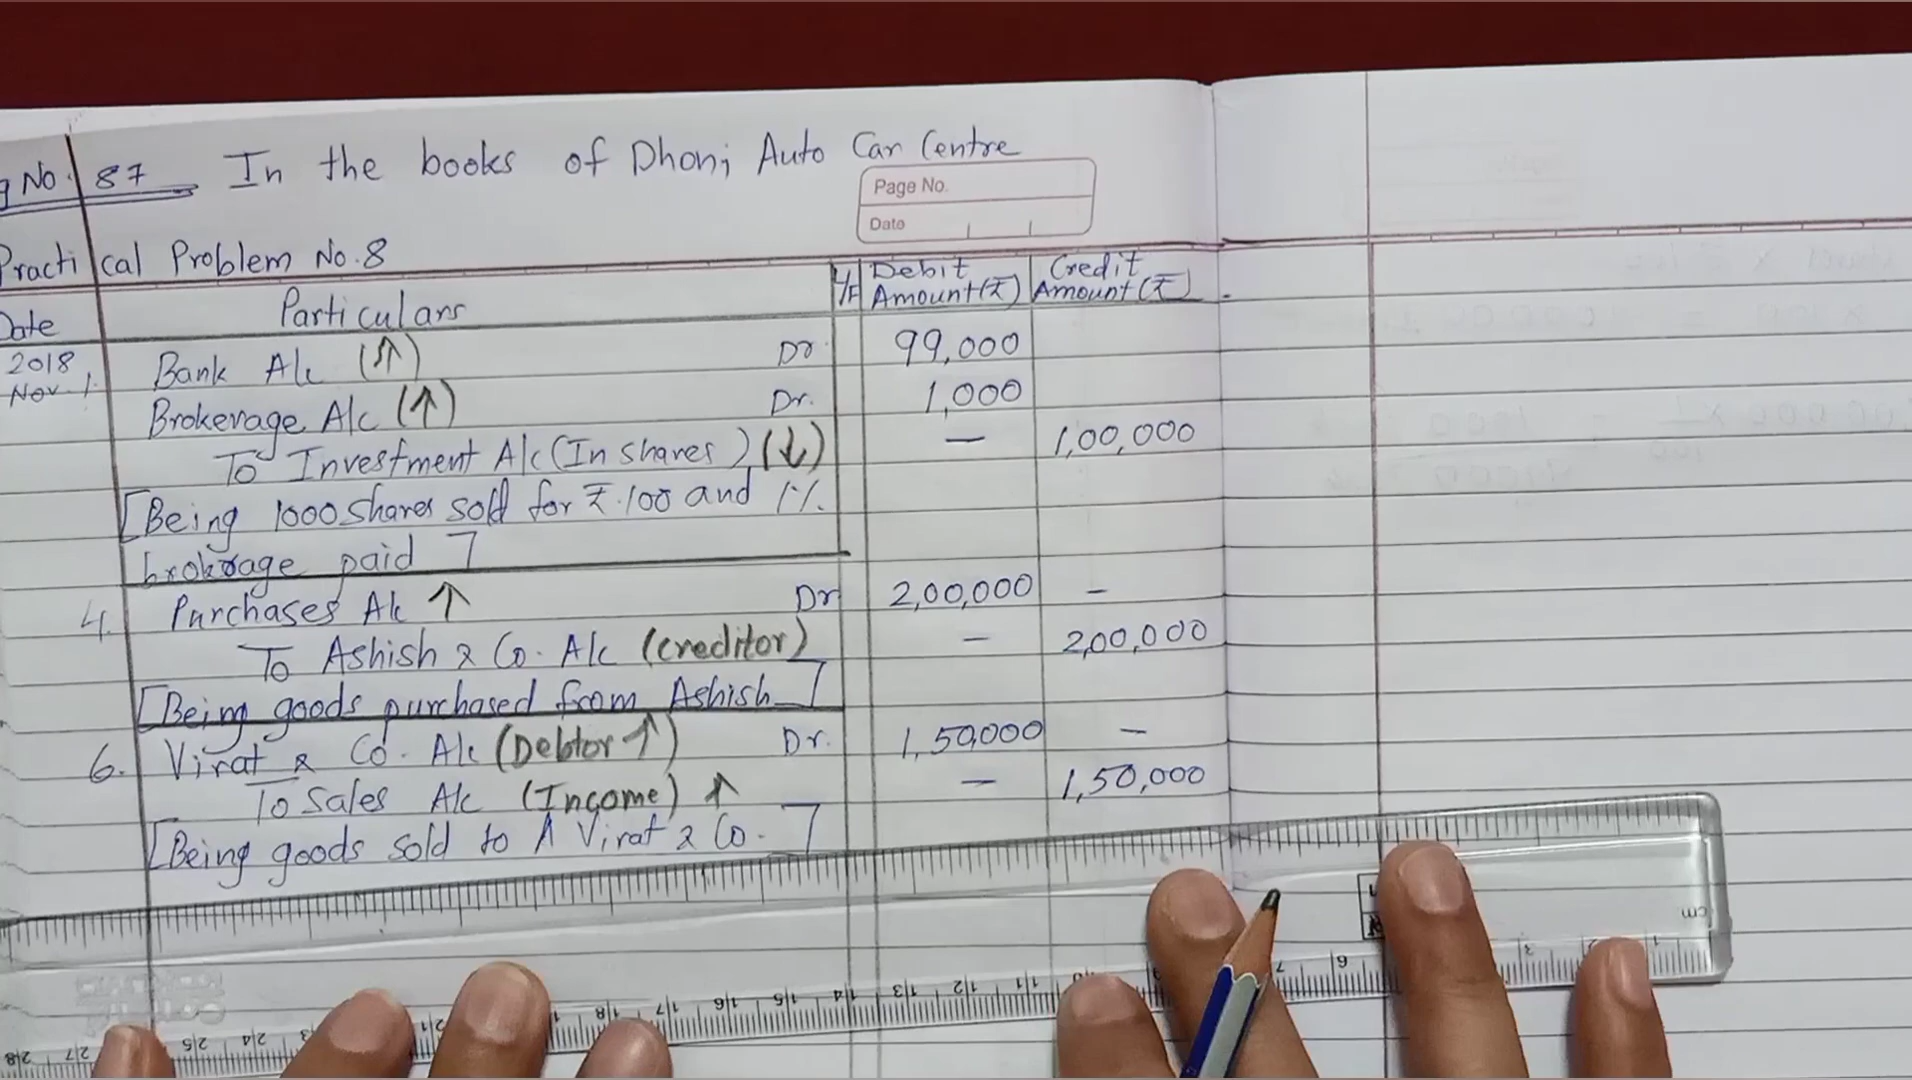 g No. 87 In the books of Dhoni Auto Car Centre
Page No.
Date
Practical Problem No. 8
Date Particulars L/F Debit Amount (₹) Credit Amount (₹)
2018 Nov. 1. Bank A/c (↑) Dr 99,000
Brokerage A/c (↑) Dr. 1,000
To Investment A/c (In shares) (↓) — 1,00,000
[Being 1000 shares sold for ₹.100 and 1%.
brokerage paid]
4. Purchases A/c ↑ Dr 2,00,000 –
To Ashish & Co. A/c (creditor) – 2,00,000
[Being goods purchased from Ashish]
6. Virat & Co. A/c (Debtor ↑) Dr. 1,50,000 –
To Sales A/c (Income) ↑ – 1,50,000
[Being goods sold to A Virat & Co.]
cm